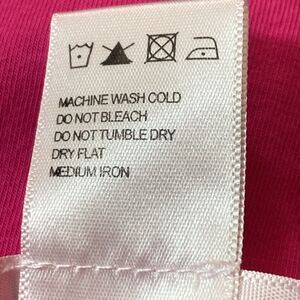 MACHINE WASH COLD
DO NOT BLEACH
DO NOT TUMBLE DRY
DRY FLAT
MEDIUM IRON